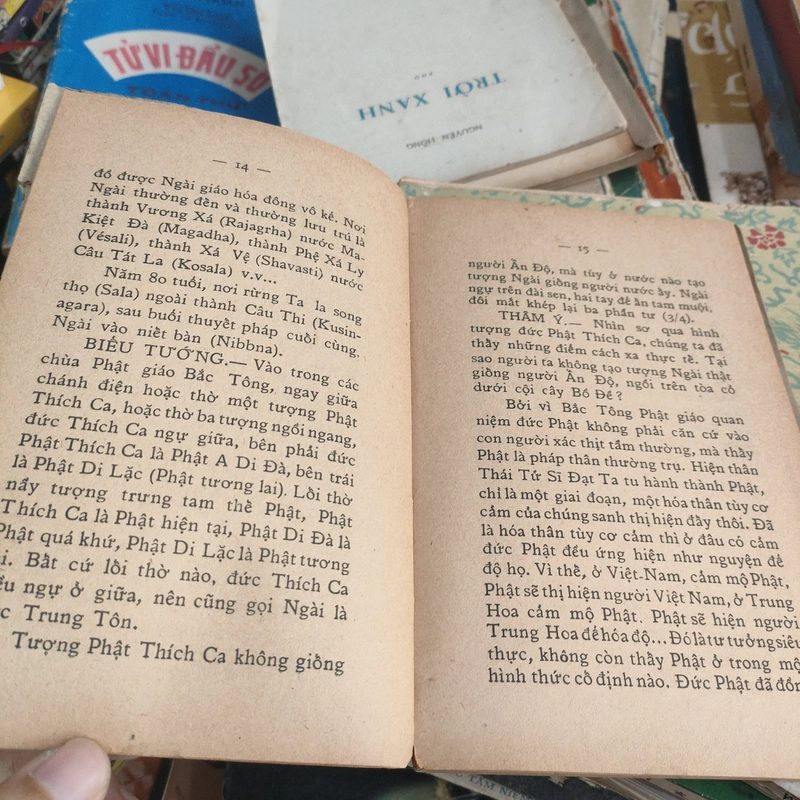 TỬ VI ĐẨU SỐ
TOÀN THƯ
TRỜI XANH
THƠ
NGUYÊN HỒNG
— 14 —
đồ được Ngài giáo hóa đông vô kể. Nơi
Ngài thường đến và thường lưu trú là
thành Vương Xá (Rajagrha) nước Ma-
Kiệt Đà (Magadha), thành Phệ Xá Ly
(Vésali), thành Xá Vệ (Shavasti) nước
Câu Tát La (Kosala) v.v...
Năm 80 tuổi, nơi rừng Ta la song
thọ (Sala) ngoài thành Câu Thi (Kusin-
agara), sau buổi thuyết pháp cuối cùng,
Ngài vào niết bàn (Nibbna).
BIỂU TƯỚNG.— Vào trong các
chùa Phật giáo Bắc Tông, ngay giữa
chánh điện hoặc thờ một tượng Phật
Thích Ca, hoặc thờ ba tượng ngồi ngang,
đức Thích Ca ngự giữa, bên phải đức
Phật Thích Ca là Phật A Di Đà, bên trái
là Phật Di Lặc (Phật tương lai). Lối thờ
nầy tượng trưng tam thế Phật, Phật
Thích Ca là Phật hiện tại, Phật Di Đà là
Phật quá khứ, Phật Di Lặc là Phật tương
Bất cứ lối thờ nào, đức Thích Ca
ngự ở giữa, nên cũng gọi Ngài là
Trung Tôn.
Tượng Phật Thích Ca không giống
— 15 —
người Ấn Độ, mà tùy ở nước nào tạo
tượng Ngài giống người nước ấy. Ngài
ngự trên đài sen, hai tay để ấn tam muội,
đôi mắt khép lại ba phần tư (3/4).
THÂM Ý.— Nhìn sơ qua hình
tượng đức Phật Thích Ca, chúng ta đã
thấy những điểm cách xa thực tế. Tại
sao người ta không tạo tượng Ngài thật
giống người Ấn Độ, ngồi trên tòa cỏ
dưới cội cây Bồ Đề ?
Bởi vì Bắc Tông Phật giáo quan
niệm đức Phật không phải căn cứ vào
con người xác thịt tầm thường, mà thấy
Phật là pháp thân thường trụ. Hiện thân
Thái Tử Sĩ Đạt Ta tu hành thành Phật,
chỉ là một giai đoạn, một hóa thân tùy cơ
cảm của chúng sanh thị hiện đấy thôi. Đã
là hóa thân tùy cơ cảm thì ở đâu có cảm
đức Phật đều ứng hiện như nguyện để
độ họ. Vì thế, ở Việt-Nam, cảm mộ Phật,
Phật sẽ thị hiện người Việt Nam, ở Trung
Hoa cảm mộ Phật. Phật sẽ hiện người
Trung Hoa để hóa độ... Đó là tư tưởng siêu
thực, không còn thấy Phật ở trong
hình thức cố định nào. Đức Phật đã